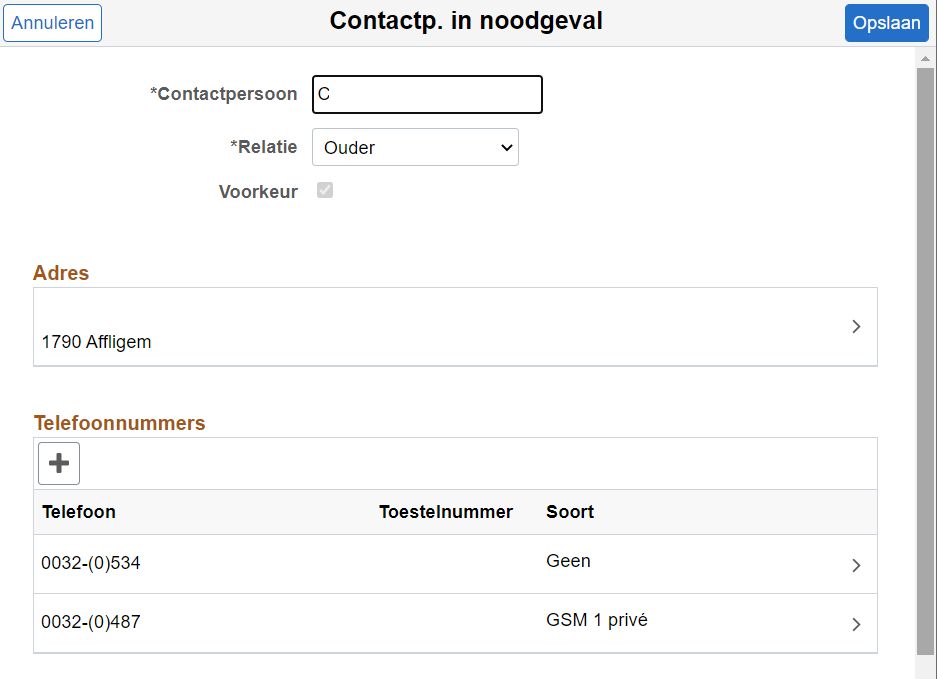 Annuleren
Contactp. in noodgeval
Opslaan
*Contactpersoon C
*Relatie Ouder
Voorkeur
Adres
1790 Affligem
Telefoonnummers
Telefoon Toestelnummer Soort
0032-(0)534 Geen
0032-(0)487 GSM 1 privé